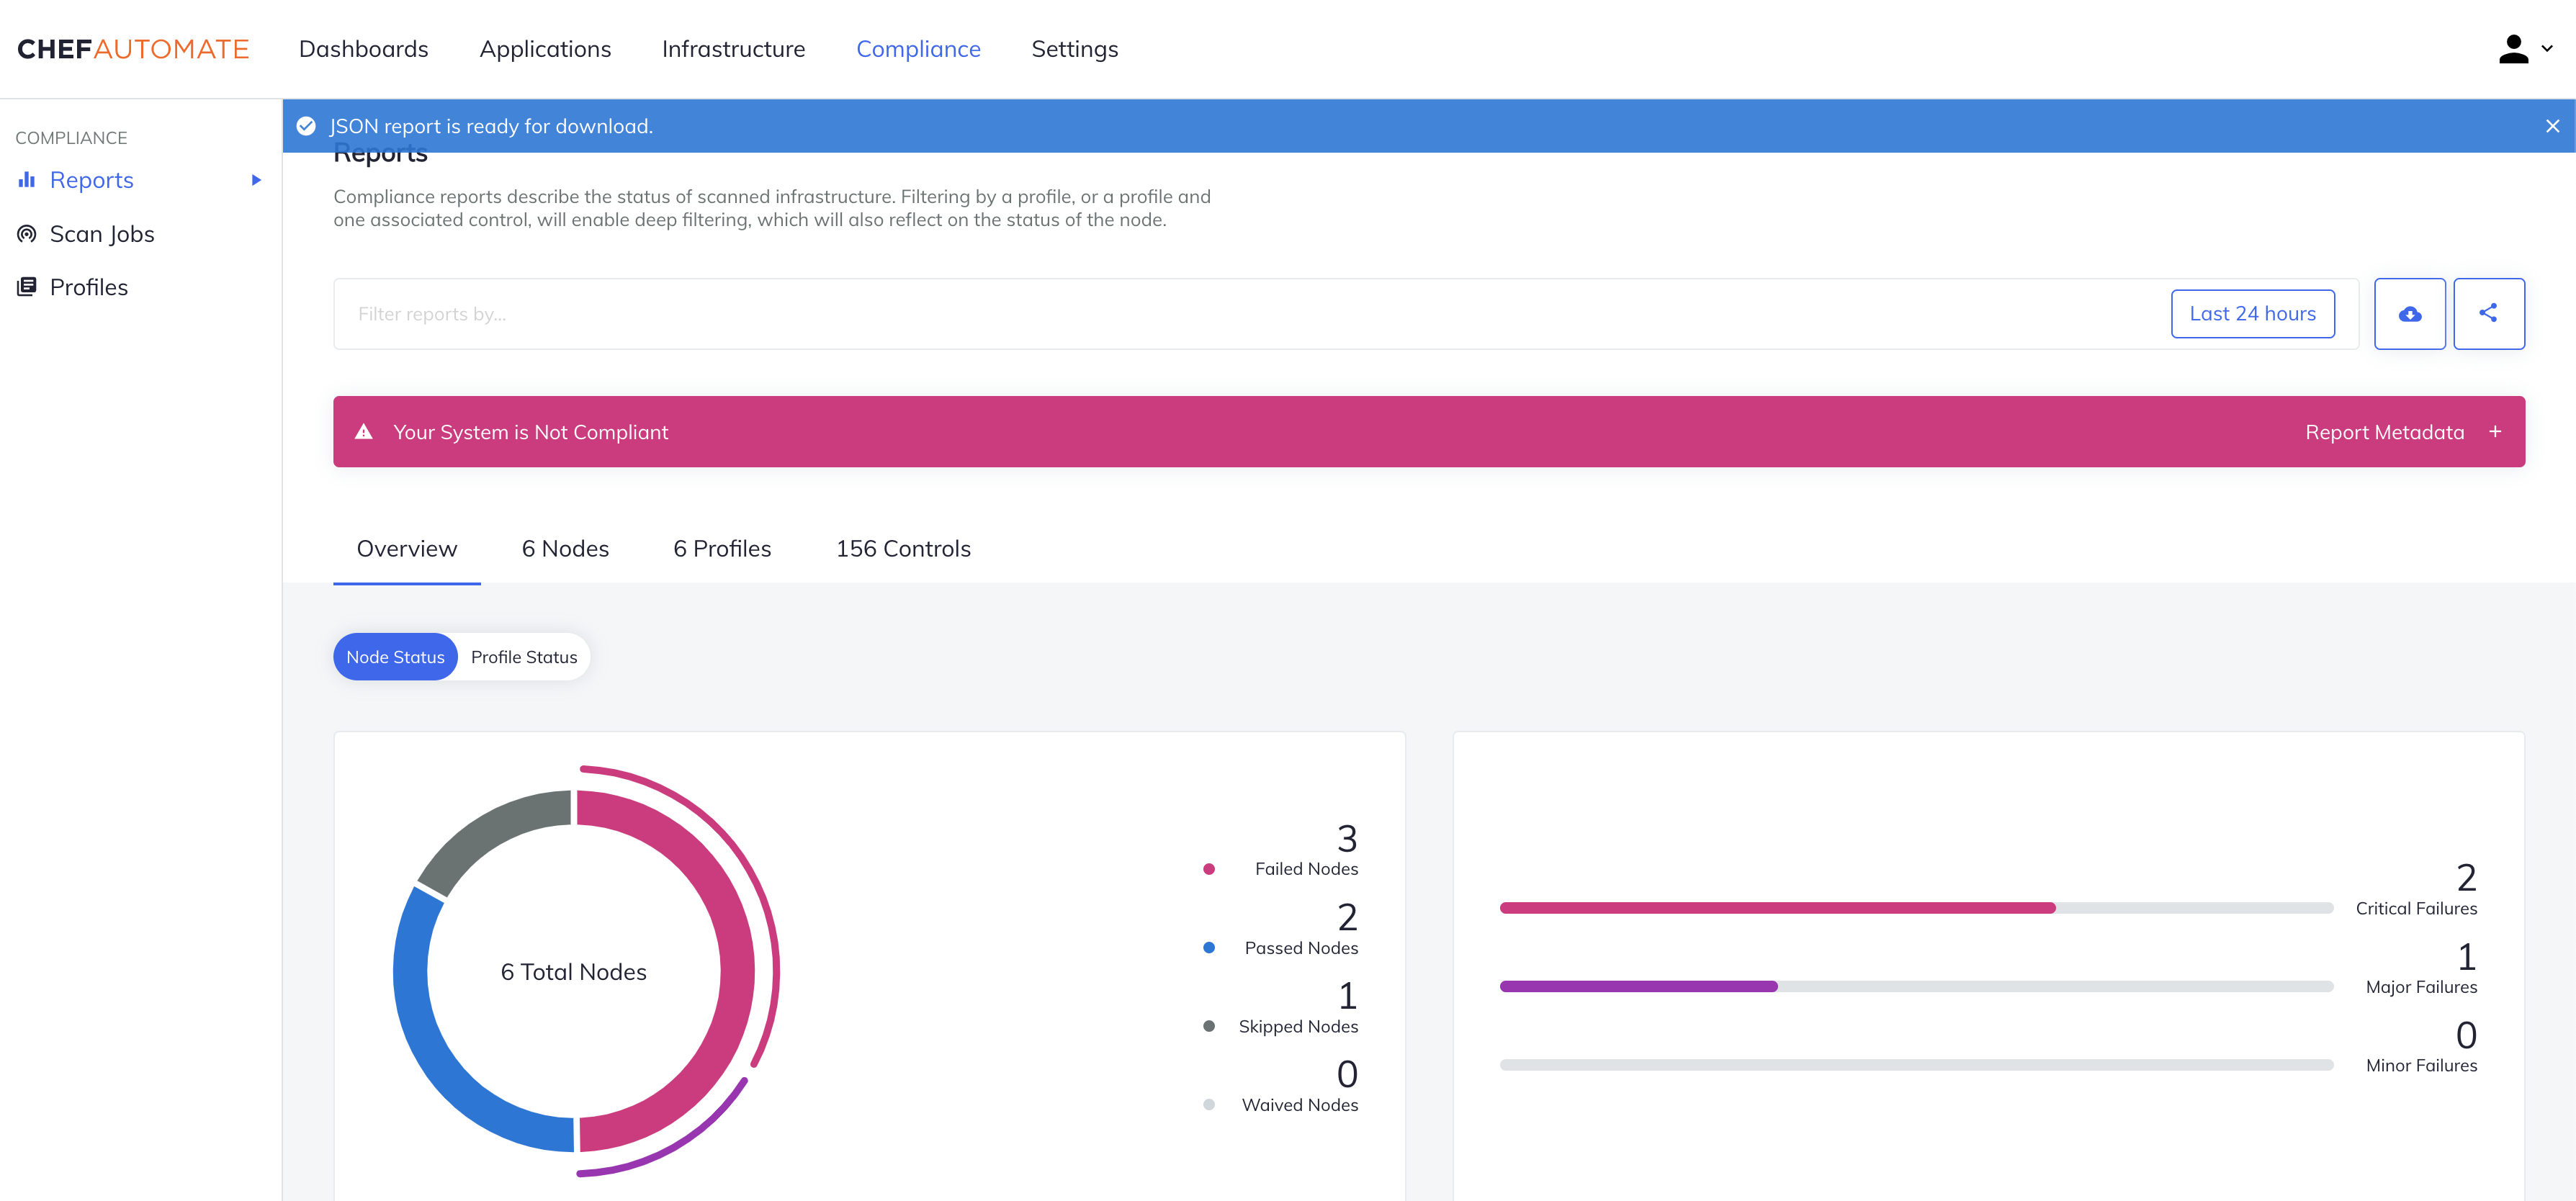 CHEFAUTOMATE
Dashboards
Applications
Infrastructure
Compliance
Settings
COMPLIANCE
Reports
Scan Jobs
Profiles
JSON report is ready for download.
Reports
Compliance reports describe the status of scanned infrastructure. Filtering by a profile, or a profile and
one associated control, will enable deep filtering, which will also reflect on the status of the node.
Filter reports by...
Last 24 hours
Your System is Not Compliant
Report Metadata +
Overview
6 Nodes
6 Profiles
156 Controls
Node Status
Profile Status
6 Total Nodes
3
Failed Nodes
2
Passed Nodes
1
Skipped Nodes
0
Waived Nodes
2
Critical Failures
1
Major Failures
0
Minor Failures